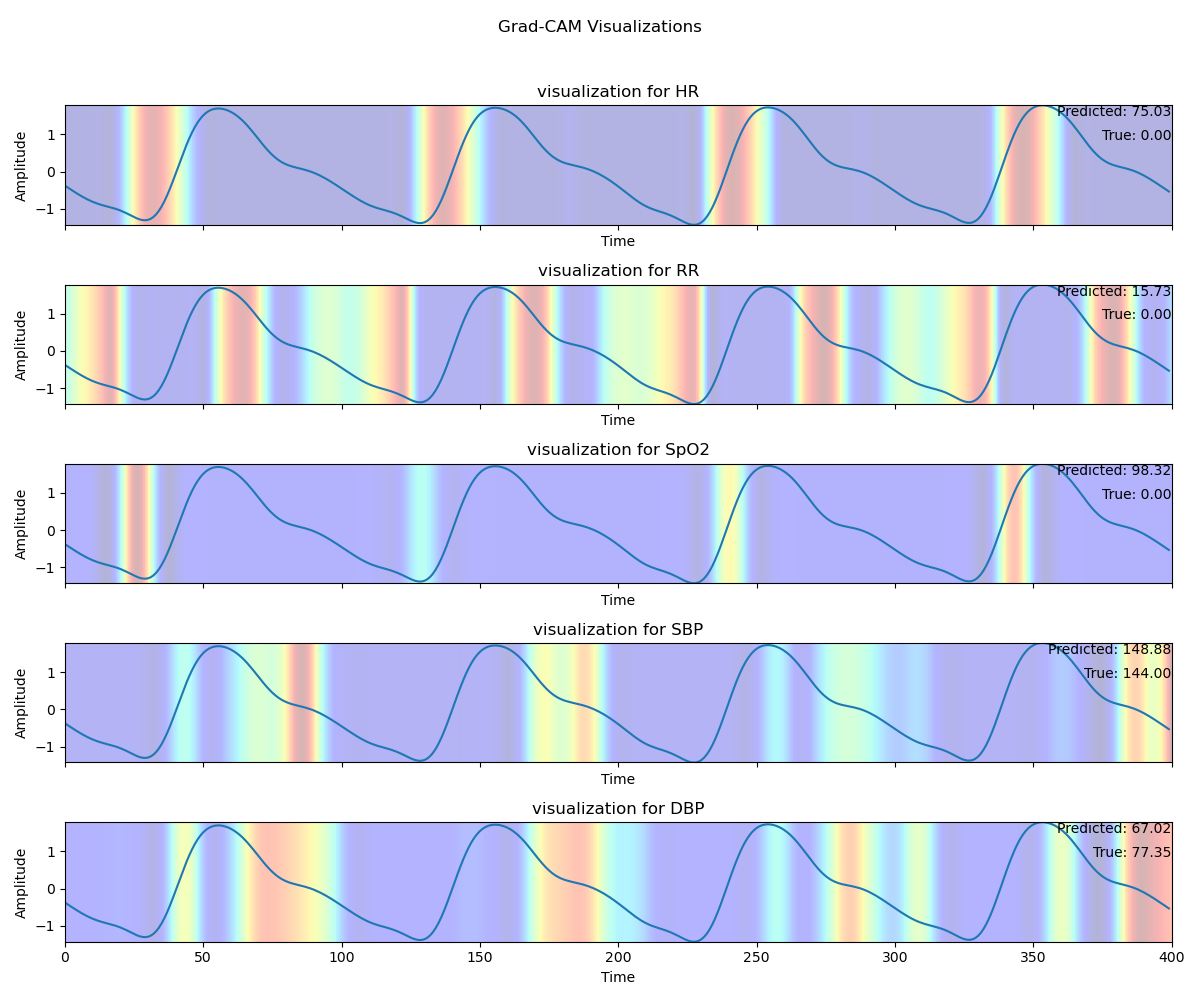 Grad-CAM Visualizations
visualization for HR
Amplitude
1
0
−1
Predicted: 75.03
True: 0.00
Time
visualization for RR
Amplitude
1
0
−1
Predicted: 15.73
True: 0.00
Time
visualization for SpO2
Amplitude
1
0
−1
Predicted: 98.32
True: 0.00
Time
visualization for SBP
Amplitude
1
0
−1
Predicted: 148.88
True: 144.00
Time
visualization for DBP
Amplitude
1
0
−1
Predicted: 67.02
True: 77.35
0 50 100 150 200 250 300 350 400
Time